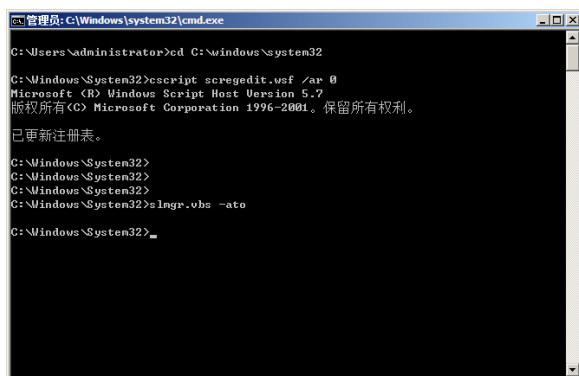 管理员: C:\Windows\system32\cmd.exe
C:\Users\administrator>cd C:\windows\system32
C:\Windows\System32>cscript scregedit.wsf /ar 0
Microsoft (R) Windows Script Host Version 5.7
版权所有(C) Microsoft Corporation 1996-2001。保留所有权利。
已更新注册表。
C:\Windows\System32>
C:\Windows\System32>
C:\Windows\System32>
C:\Windows\System32>slmgr.vbs -ato
C:\Windows\System32>_